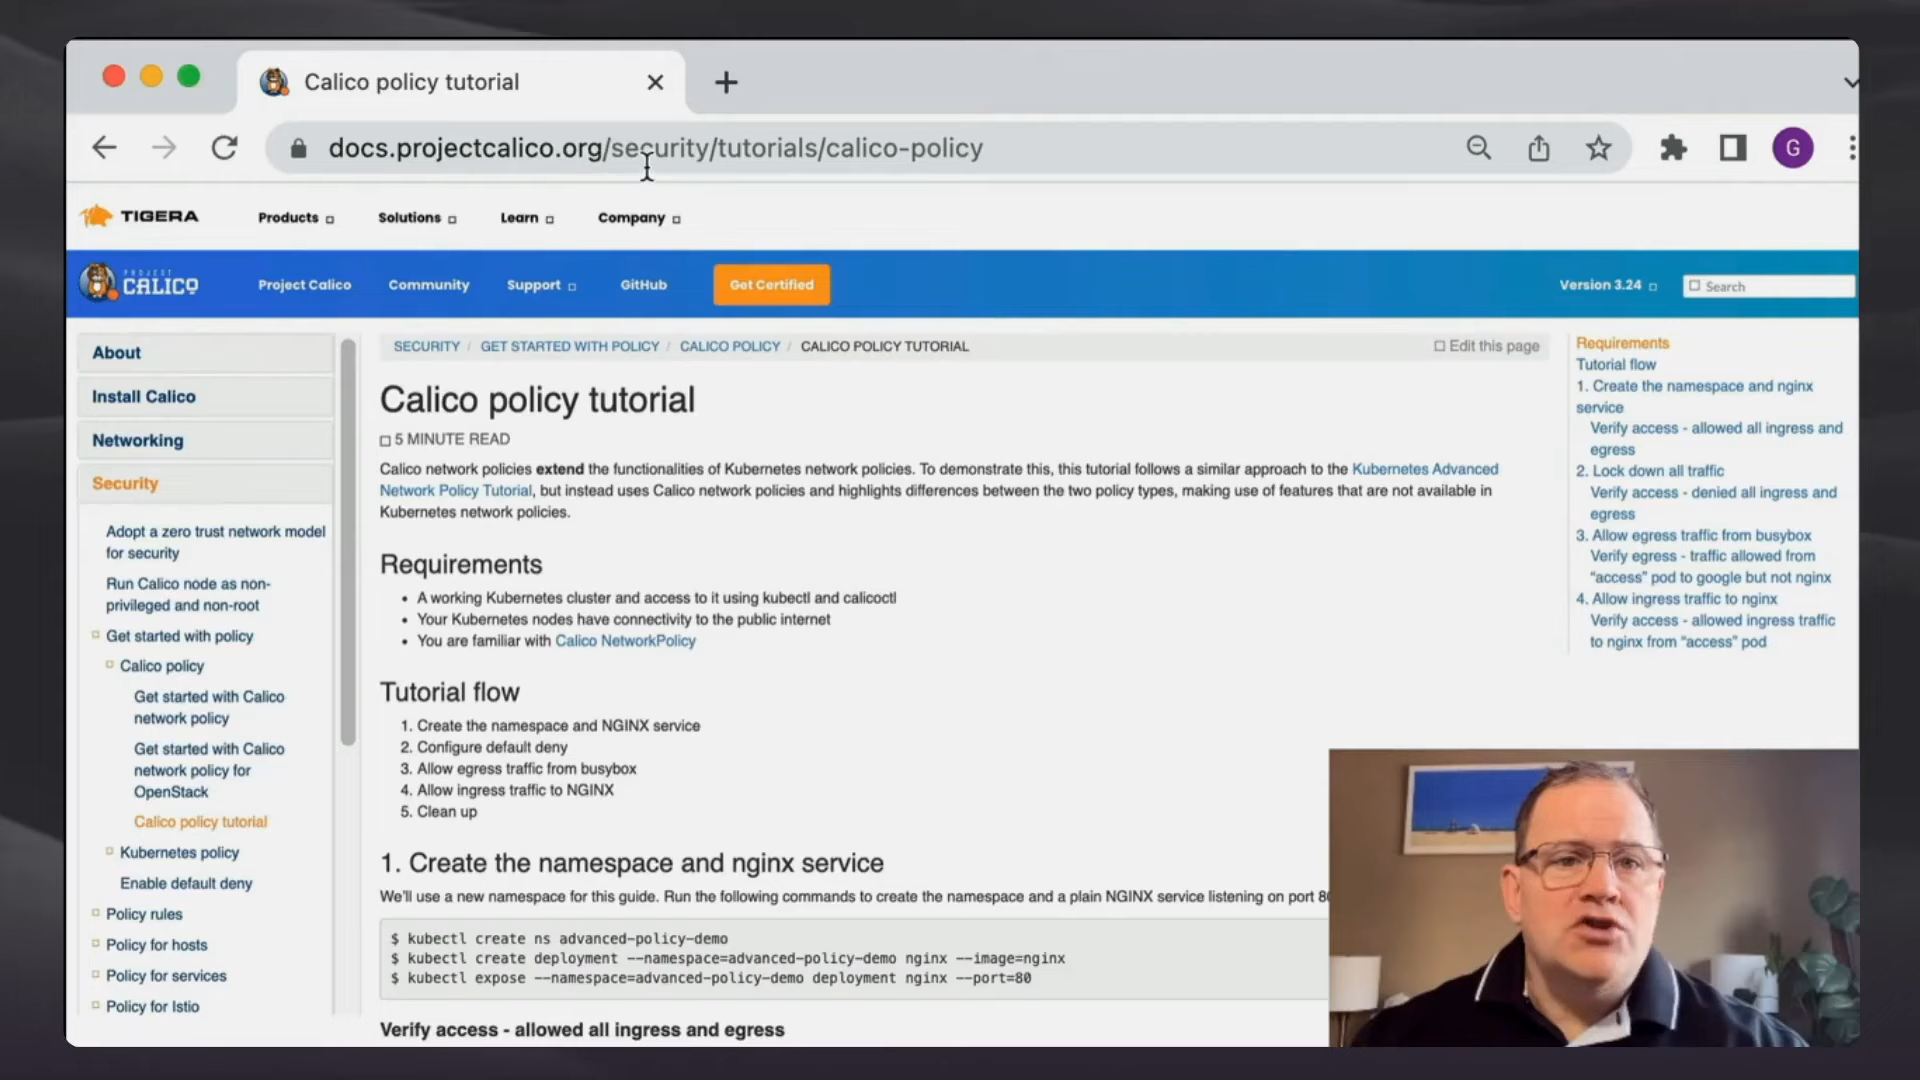 Calico policy tutorial
docs.projectcalico.org/security/tutorials/calico-policy
G
TIGERA
Products
Solutions
Learn
Company
PROJECT
CALICO
Project Calico
Community
Support
GitHub
Get Certified
Version 3.24
Search
About
Install Calico
Networking
Security
Adopt a zero trust network model
for security
Run Calico node as non-
privileged and non-root
Get started with policy
Calico policy
Get started with Calico
network policy
Get started with Calico
network policy for
OpenStack
Calico policy tutorial
Kubernetes policy
Enable default deny
Policy rules
Policy for hosts
Policy for services
Policy for Istio
SECURITY / GET STARTED WITH POLICY / CALICO POLICY / CALICO POLICY TUTORIAL
Edit this page
Calico policy tutorial
5 MINUTE READ
Calico network policies extend the functionalities of Kubernetes network policies. To demonstrate this, this tutorial follows a similar approach to the Kubernetes Advanced
Network Policy Tutorial, but instead uses Calico network policies and highlights differences between the two policy types, making use of features that are not available in
Kubernetes network policies.
Requirements
• A working Kubernetes cluster and access to it using kubectl and calicoctl
• Your Kubernetes nodes have connectivity to the public internet
• You are familiar with Calico NetworkPolicy
Tutorial flow
1. Create the namespace and NGINX service
2. Configure default deny
3. Allow egress traffic from busybox
4. Allow ingress traffic to NGINX
5. Clean up
1. Create the namespace and nginx service
We'll use a new namespace for this guide. Run the following commands to create the namespace and a plain NGINX service listening on port 80
$ kubectl create ns advanced-policy-demo
$ kubectl create deployment --namespace=advanced-policy-demo nginx --image=nginx
$ kubectl expose --namespace=advanced-policy-demo deployment nginx --port=80
Verify access - allowed all ingress and egress
Requirements
Tutorial flow
1. Create the namespace and nginx
service
Verify access - allowed all ingress and
egress
2. Lock down all traffic
Verify access - denied all ingress and
egress
3. Allow egress traffic from busybox
Verify egress - traffic allowed from
“access” pod to google but not nginx
4. Allow ingress traffic to nginx
Verify access - allowed ingress traffic
to nginx from “access” pod